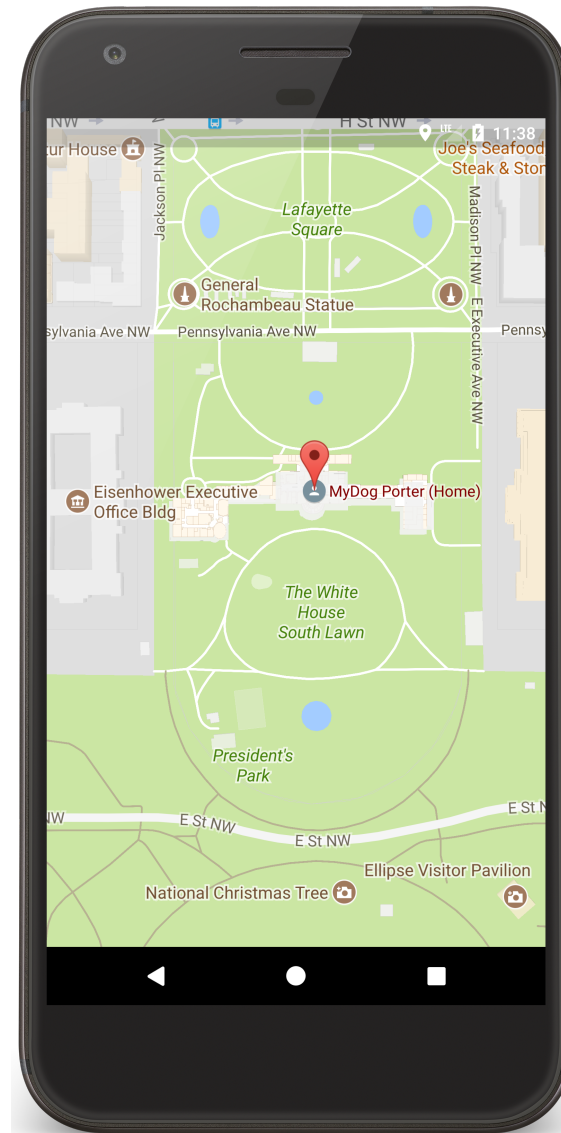 NW
H St NW
LTE
11:38
ur House
Joe's Seafood
Steak & Ston
Jackson Pl NW
Madison Pl NW
Lafayette
Square
General
Rochambeau Statue
sylvania Ave NW
Pennsylvania Ave NW
Pennsy
E Executive Ave NW
MyDog Porter (Home)
Eisenhower Executive
Office Bldg
The White
House
South Lawn
President's
Park
NW
E St NW
E St NW
E St N
Ellipse Visitor Pavilion
National Christmas Tree